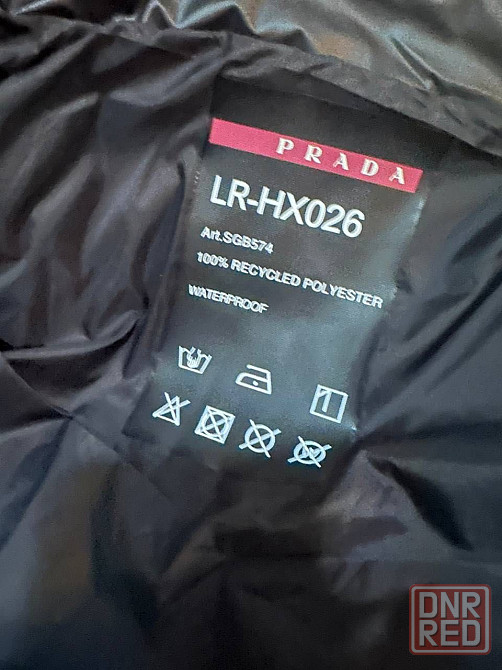 PRADA
LR-HX026
Art.SGB574
100% RECYCLED POLYESTER
WATERPROOF
DNR
RED